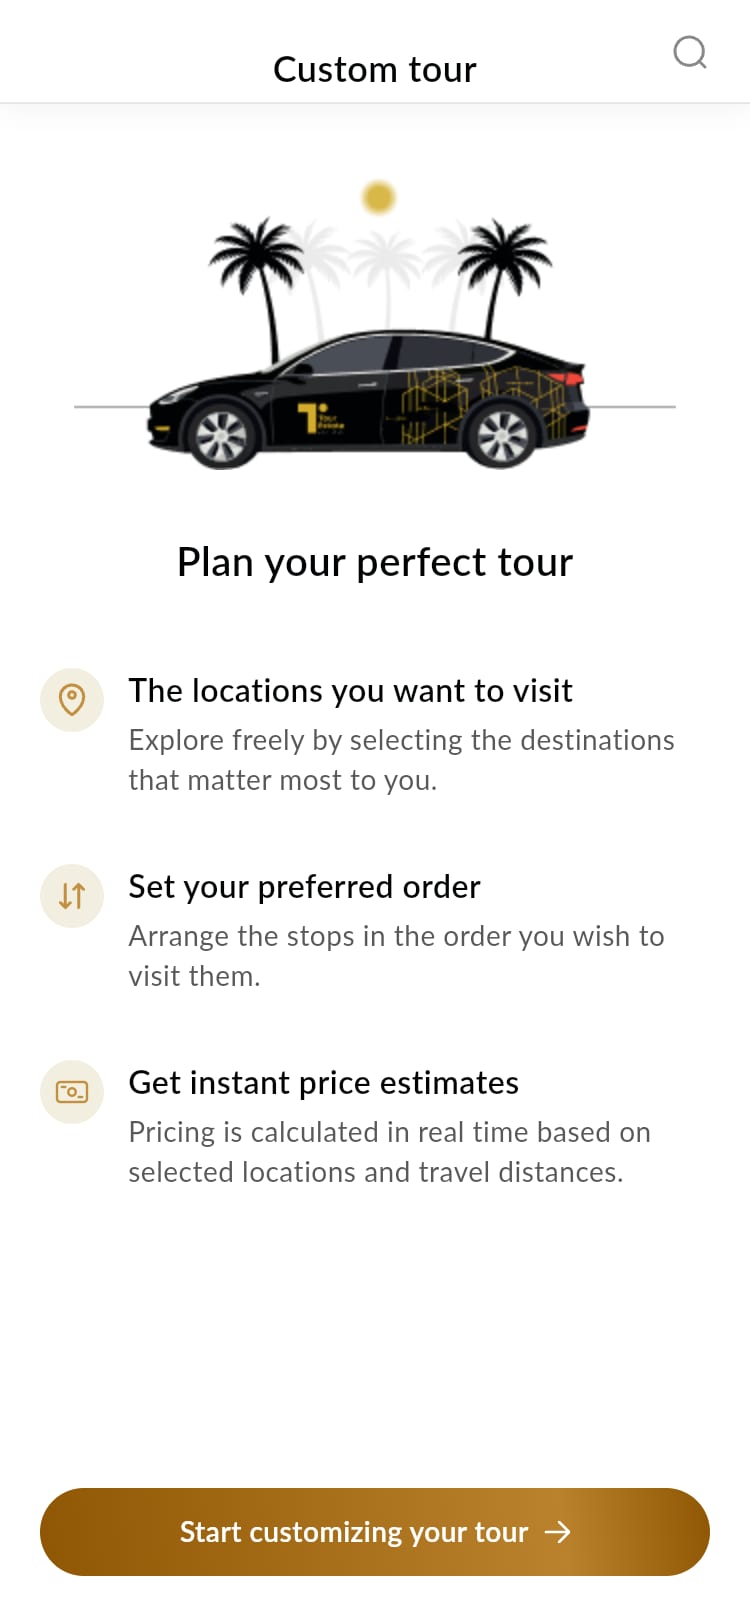 Custom tour
Plan your perfect tour
The locations you want to visit
Explore freely by selecting the destinations
that matter most to you.
Set your preferred order
Arrange the stops in the order you wish to
visit them.
Get instant price estimates
Pricing is calculated in real time based on
selected locations and travel distances.
Start customizing your tour